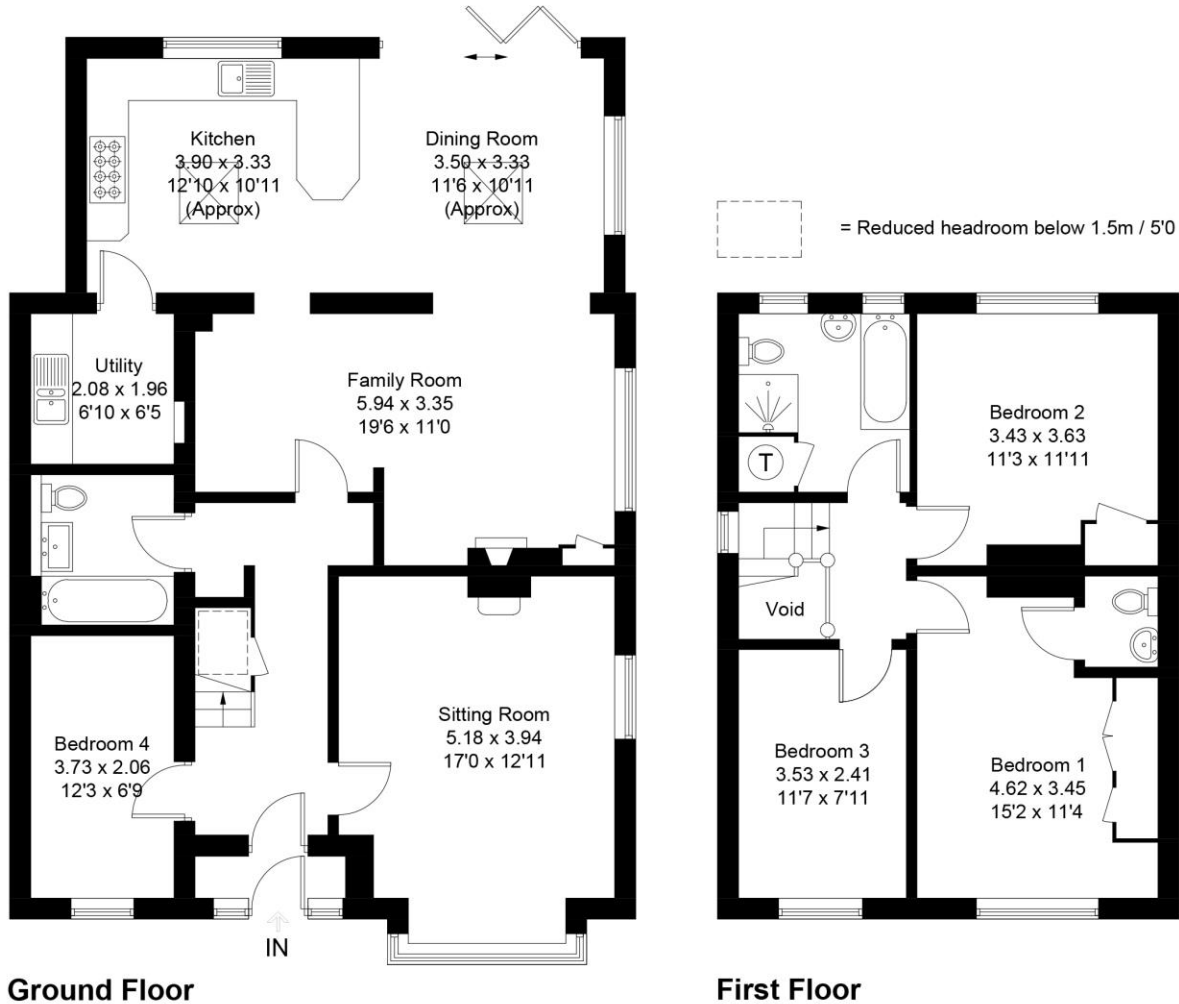 Kitchen
3.90 x 3.33
12'10 x 10'11
(Approx)
Dining Room
3.50 x 3.33
11'6 x 10'11
(Approx)
= Reduced headroom below 1.5m / 5'0
Utility
2.08 x 1.96
6'10 x 6'5
Family Room
5.94 x 3.35
19'6 x 11'0
T
Bedroom 2
3.43 x 3.63
11'3 x 11'11
Void
Bedroom 4
3.73 x 2.06
12'3 x 6'9
Sitting Room
5.18 x 3.94
17'0 x 12'11
Bedroom 3
3.53 x 2.41
11'7 x 7'11
Bedroom 1
4.62 x 3.45
15'2 x 11'4
IN
Ground Floor
First Floor